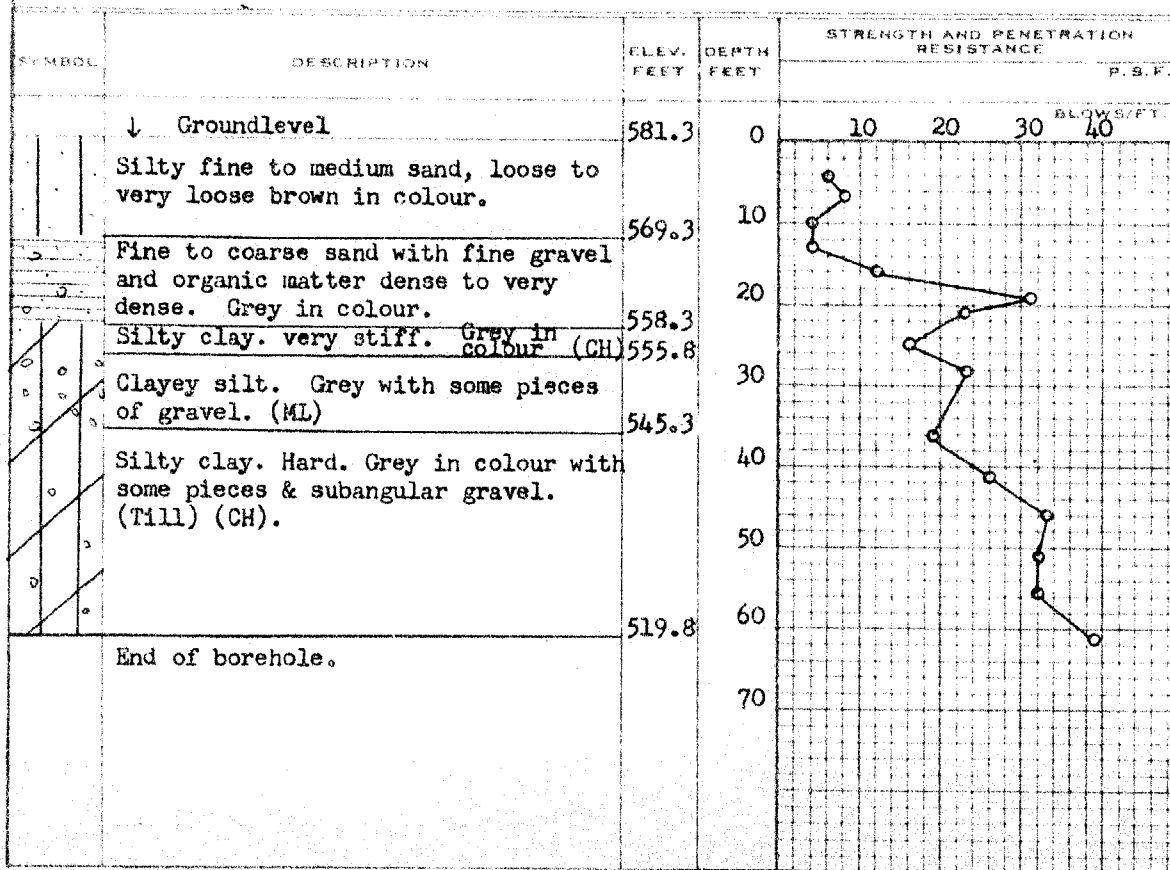 SYMBOL DESCRIPTION ELEV. FEET DEPTH FEET STRENGTH AND PENETRATION RESISTANCE
P.S.F.
BLOWS/FT.
↓ Groundlevel 581.3 0 10 20 30 40
Silty fine to medium sand, loose to
very loose brown in colour.
10
569.3
Fine to coarse sand with fine gravel
and organic matter dense to very
dense. Grey in colour.
20
558.3
Silty clay. very stiff. Grey in colour (CH) 555.8
Clayey silt. Grey with some pieces
of gravel. (ML)
30
545.3
Silty clay. Hard. Grey in colour with
some pieces & subangular gravel.
(Till) (CH).
40
50
60
519.8
End of borehole.
70